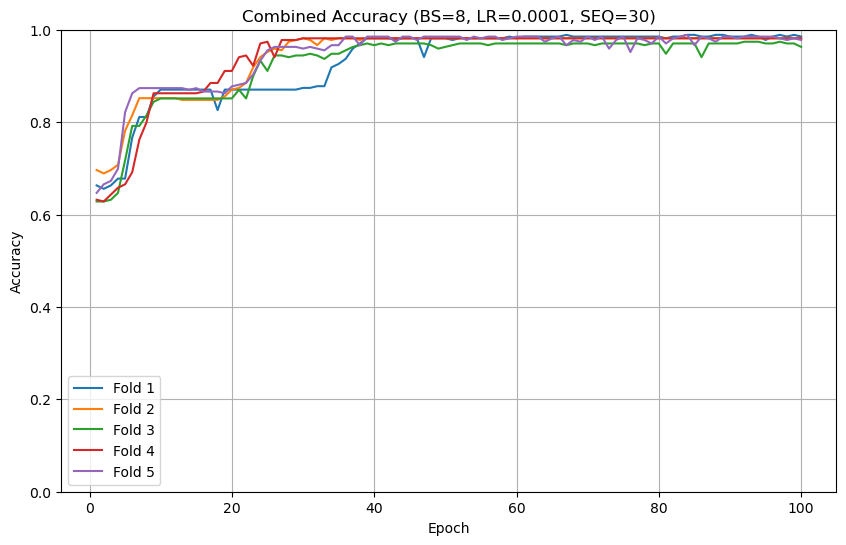 Combined Accuracy (BS=8, LR=0.0001, SEQ=30)
Accuracy
1.0
0.8
0.6
0.4
0.2
0.0
Fold 1
Fold 2
Fold 3
Fold 4
Fold 5
0 20 40 60 80 100
Epoch